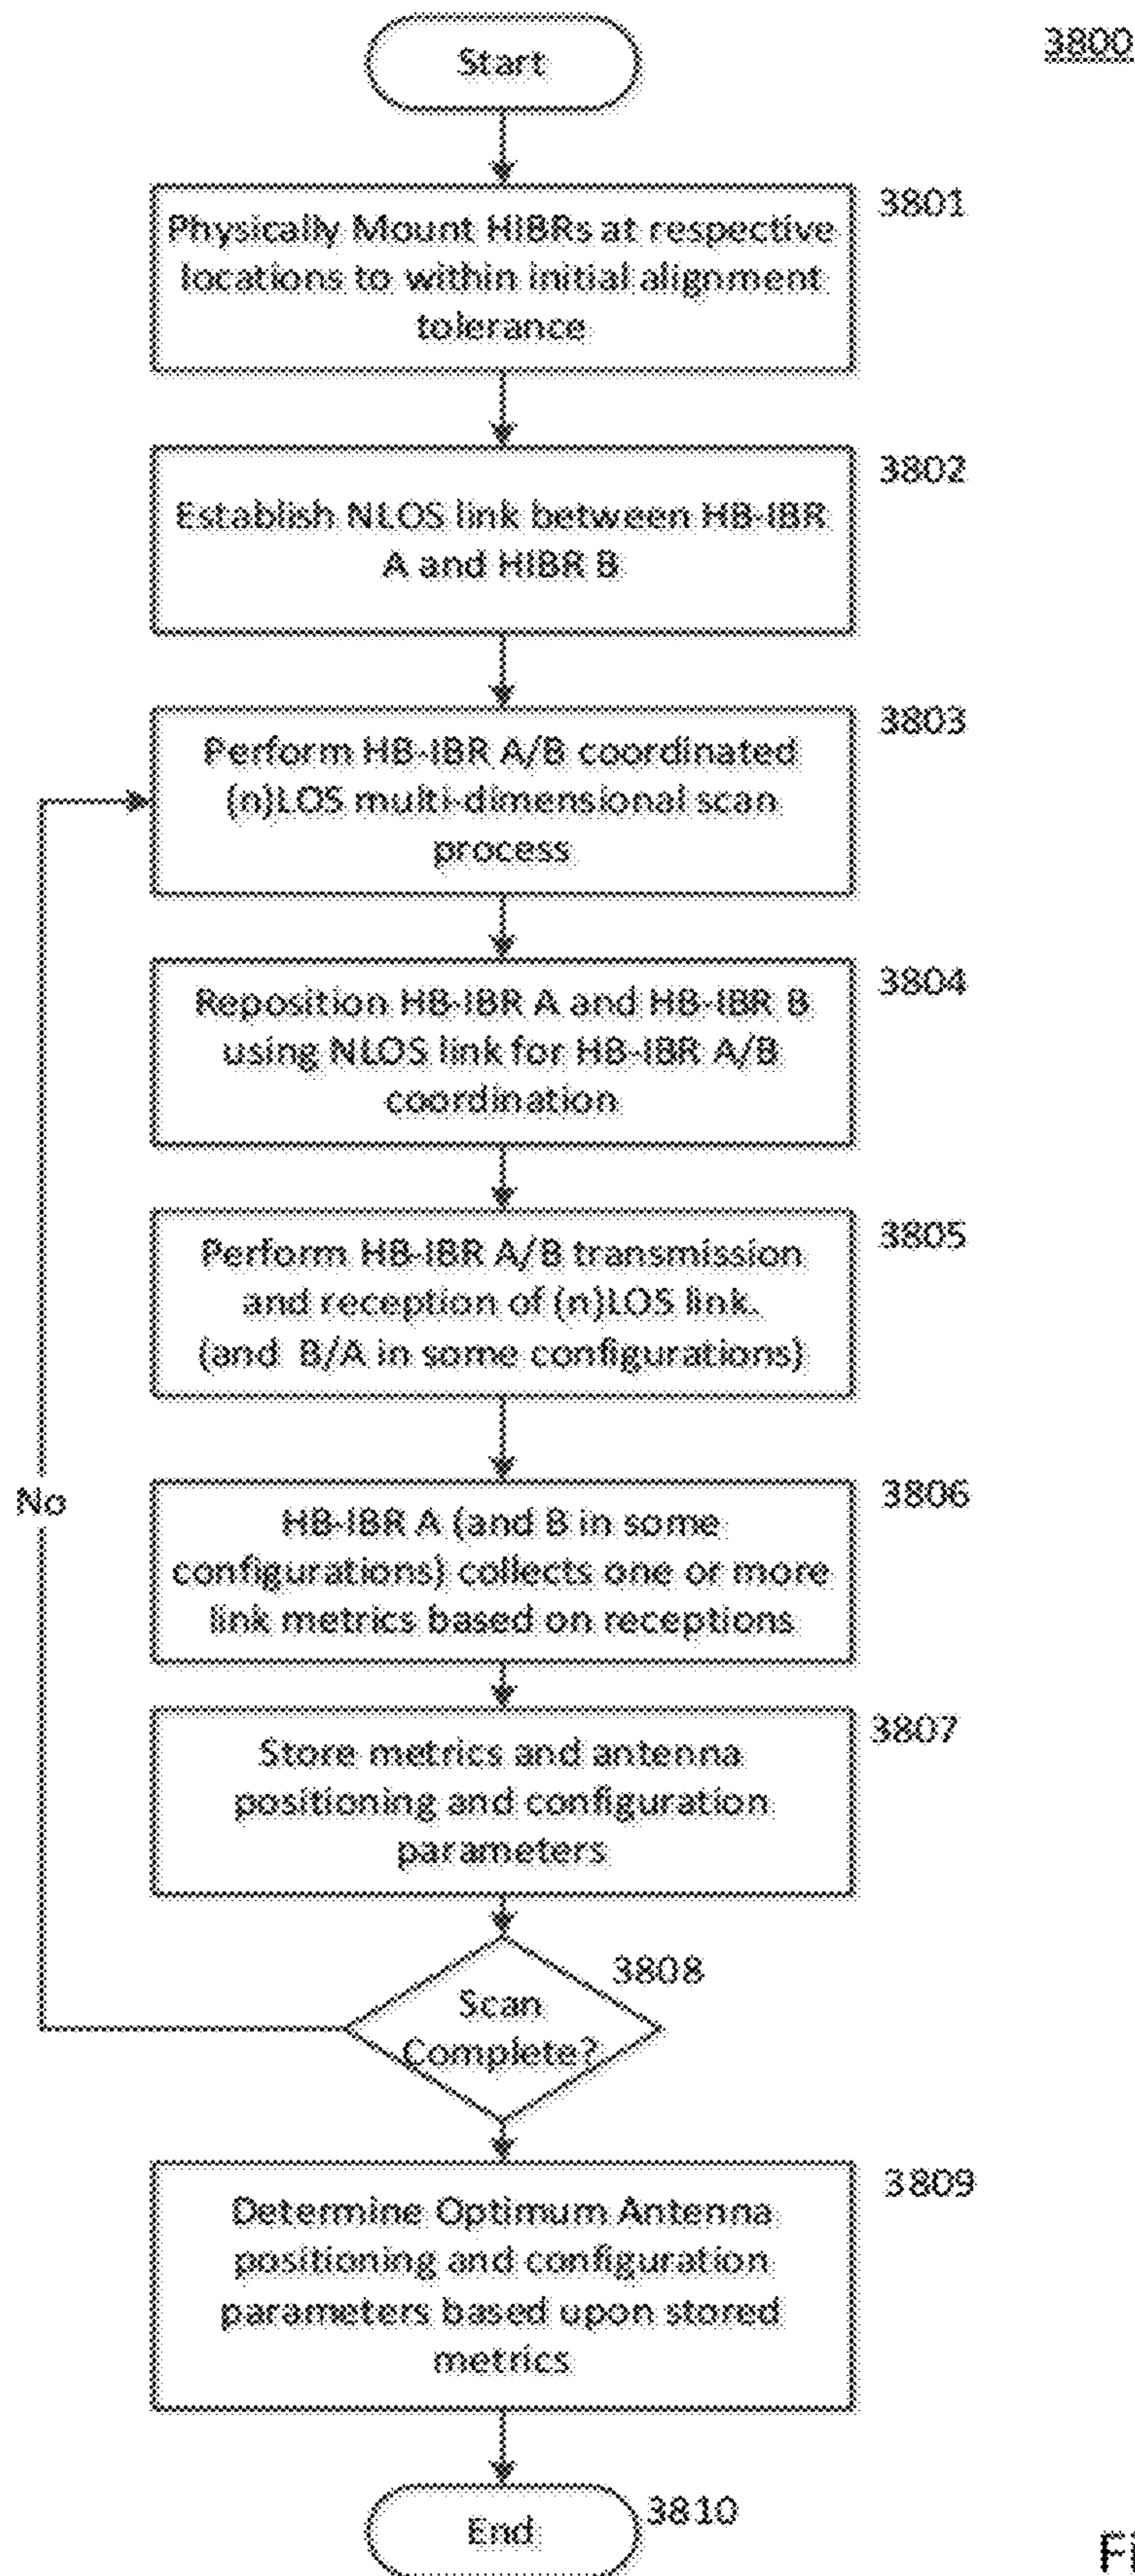 3800
Start
3801
Physically Mount HIBRs at respective
locations to within initial alignment
tolerance
3802
Establish NLOS link between HB-IBR
A and HIBR B
3803
Perform HB-IBR A/B coordinated
(n)LOS multi-dimensional scan
process
3804
Reposition HB-IBR A and HB-IBR B
using NLOS link for HB-IBR A/B
coordination
3805
Perform HB-IBR A/B transmission
and reception of (n)LOS link.
(and B/A in some configurations)
No
3806
HB-IBR A (and B in some
configurations) collects one or more
link metrics based on receptions
3807
Store metrics and antenna
positioning and configuration
parameters
3808
Scan
Complete?
3809
Determine Optimum Antenna
positioning and configuration
parameters based upon stored
metrics
3810
End